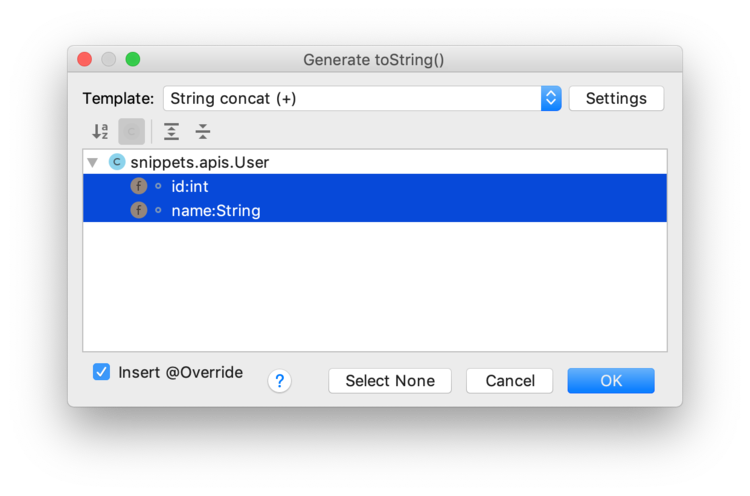 Generate toString()
Template: String concat (+) Settings
snippets.apis.User
id:int
name:String
Insert @Override ? Select None Cancel OK